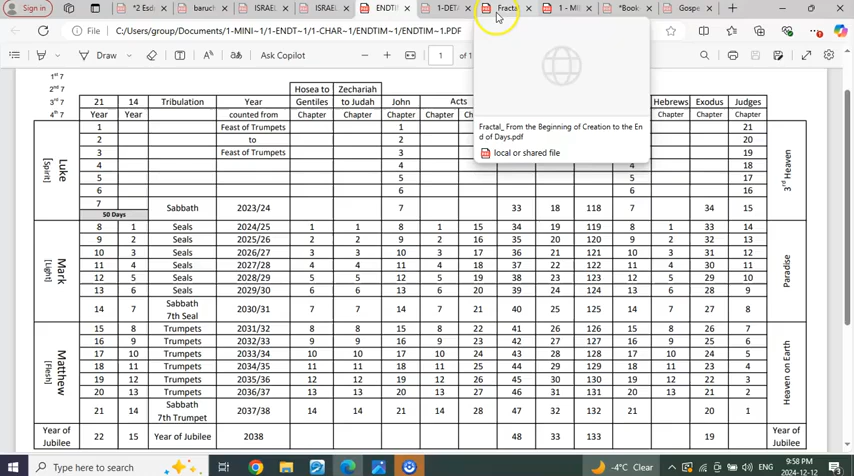 Sign in
*2 Esd
baruch
ISRAEL
ISRAEL
ENDTIM
1-DET
Fracta
1 - MI
*Book
Gospe
File
C:/Users/group/Documents/1-MINI~1/1-ENDT~1/1-CHAR~1/ENDTIM~1/ENDTIM~1.PDF
Draw
Ask Copilot
1 of 1
Fractal_ From the Beginning of Creation to the En
d of Days.pdf
local or shared file
1st 7
2nd 7
3rd 7
4th 7
Hosea to Zechariah
21 14 Tribulation Year Gentiles to Judah John Acts Hebrews Exodus Judges
Year Year counted from Chapter Chapter Chapter Chapter Chapter Chapter Chapter Chapter
Luke
[Spirit]
1 Feast of Trumpets 1 21
2 to 2 20
3 Feast of Trumpets 3 19
4 4 4 18
5 5 5 17
6 6 6 16
7 Sabbath 2023/24 7 33 18 118 7 34 15
50 Days
3rd Heaven
Mark
[Light]
8 1 Seals 2024/25 1 1 8 1 15 34 19 119 8 1 33 14
9 2 Seals 2025/26 2 2 9 2 16 35 20 120 9 2 32 13
10 3 Seals 2026/27 3 3 10 3 17 36 21 121 10 3 31 12
11 4 Seals 2027/28 4 4 11 4 18 37 22 122 11 4 30 11
12 5 Seals 2028/29 5 5 12 5 19 38 23 123 12 5 29 10
13 6 Seals 2029/30 6 6 13 6 20 39 24 124 13 6 28 9
14 7 Sabbath 2030/31 7 7 14 7 21 40 25 125 14 7 27 8
7th Seal
Paradise
Matthew
[Flesh]
15 8 Trumpets 2031/32 8 8 15 8 22 41 26 126 15 8 26 7
16 9 Trumpets 2032/33 9 9 16 9 23 42 27 127 16 9 25 6
17 10 Trumpets 2033/34 10 10 17 10 24 43 28 128 17 10 24 5
18 11 Trumpets 2034/35 11 11 18 11 25 44 29 129 18 11 23 4
19 12 Trumpets 2035/36 12 12 19 12 26 45 30 130 19 12 22 3
20 13 Trumpets 2036/37 13 13 20 13 27 46 31 131 20 13 21 2
21 14 Sabbath 2037/38 14 14 21 14 28 47 32 132 21 20 1
7th Trumpet
Heaven on Earth
Year of Jubilee 22 15 Year of Jubilee 2038 48 33 133 19 Year of Jubilee
Type here to search
-4°C Clear
ENG
9:58 PM
2024-12-12
3